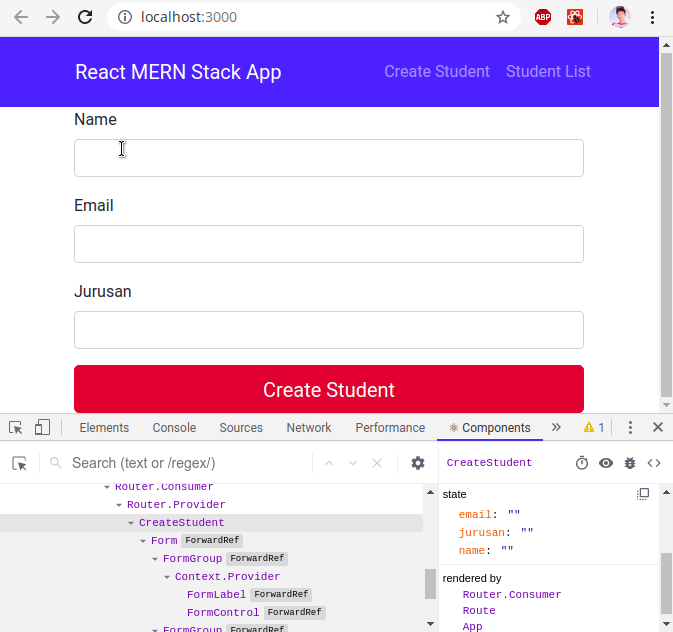 localhost:3000
ABP
React MERN Stack App Create Student Student List
Name
Email
Jurusan
Create Student
Elements Console Sources Network Performance Components 1
Search (text or /regex/) CreateStudent
Router.Consumer
Router.Provider
CreateStudent
Form ForwardRef
FormGroup ForwardRef
Context.Provider
FormLabel ForwardRef
FormControl ForwardRef
FormGroup ForwardRef
state
email: ""
jurusan: ""
name: ""
rendered by
Router.Consumer
Route
App